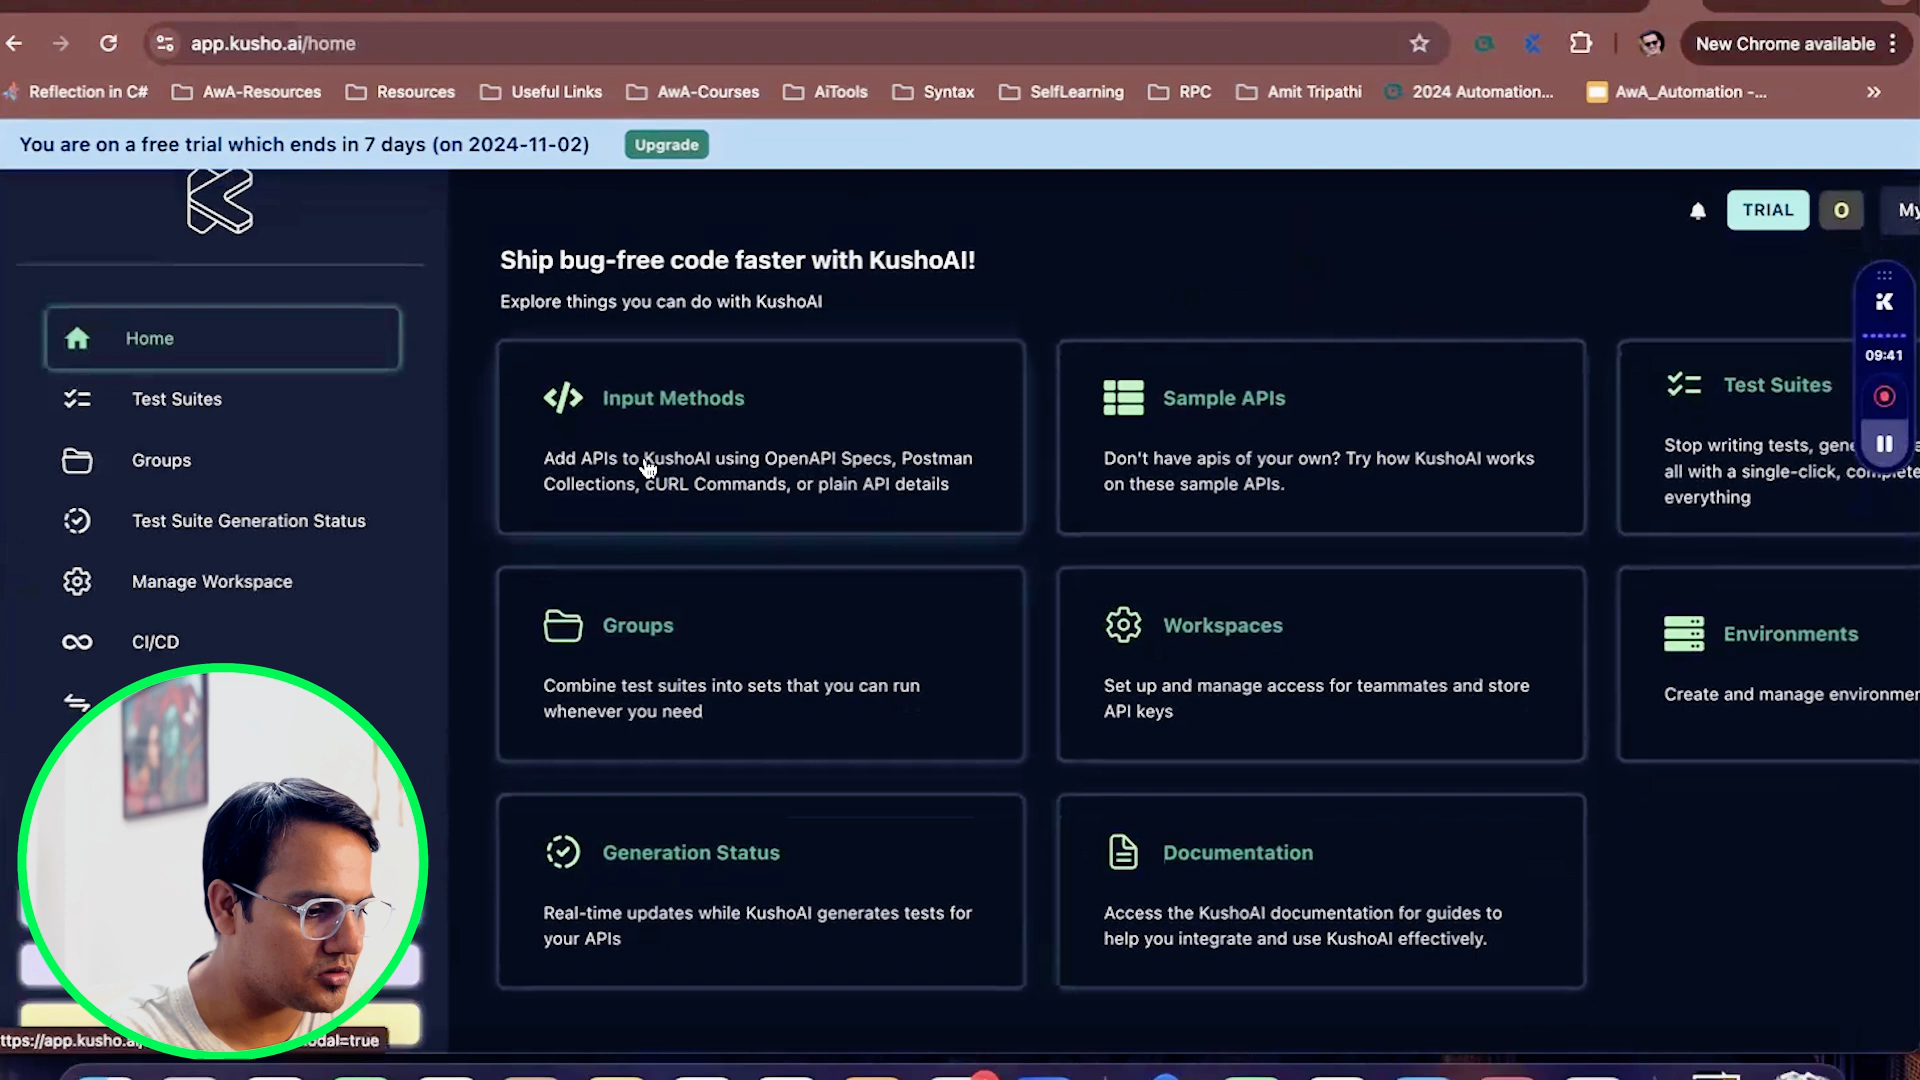 app.kusho.ai/home
New Chrome available
Reflection in C#
AwA-Resources
Resources
Useful Links
AwA-Courses
AiTools
Syntax
SelfLearning
RPC
Amit Tripathi
2024 Automation...
AwA_Automation -...
You are on a free trial which ends in 7 days (on 2024-11-02)
Upgrade
TRIAL
My
Ship bug-free code faster with KushoAI!
Explore things you can do with KushoAI
09:41
Home
Test Suites
Groups
Test Suite Generation Status
Manage Workspace
CI/CD
Input Methods
Add APIs to KushoAI using OpenAPI Specs, Postman
Collections, cURL Commands, or plain API details
Sample APIs
Don't have apis of your own? Try how KushoAI works
on these sample APIs.
Test Suites
Stop writing tests, gene
all with a single-click, complete
everything
Groups
Combine test suites into sets that you can run
whenever you need
Workspaces
Set up and manage access for teammates and store
API keys
Environments
Create and manage environmen
Generation Status
Real-time updates while KushoAI generates tests for
your APIs
Documentation
Access the KushoAI documentation for guides to
help you integrate and use KushoAI effectively.
ttps://app.kusho.ai
odal=true